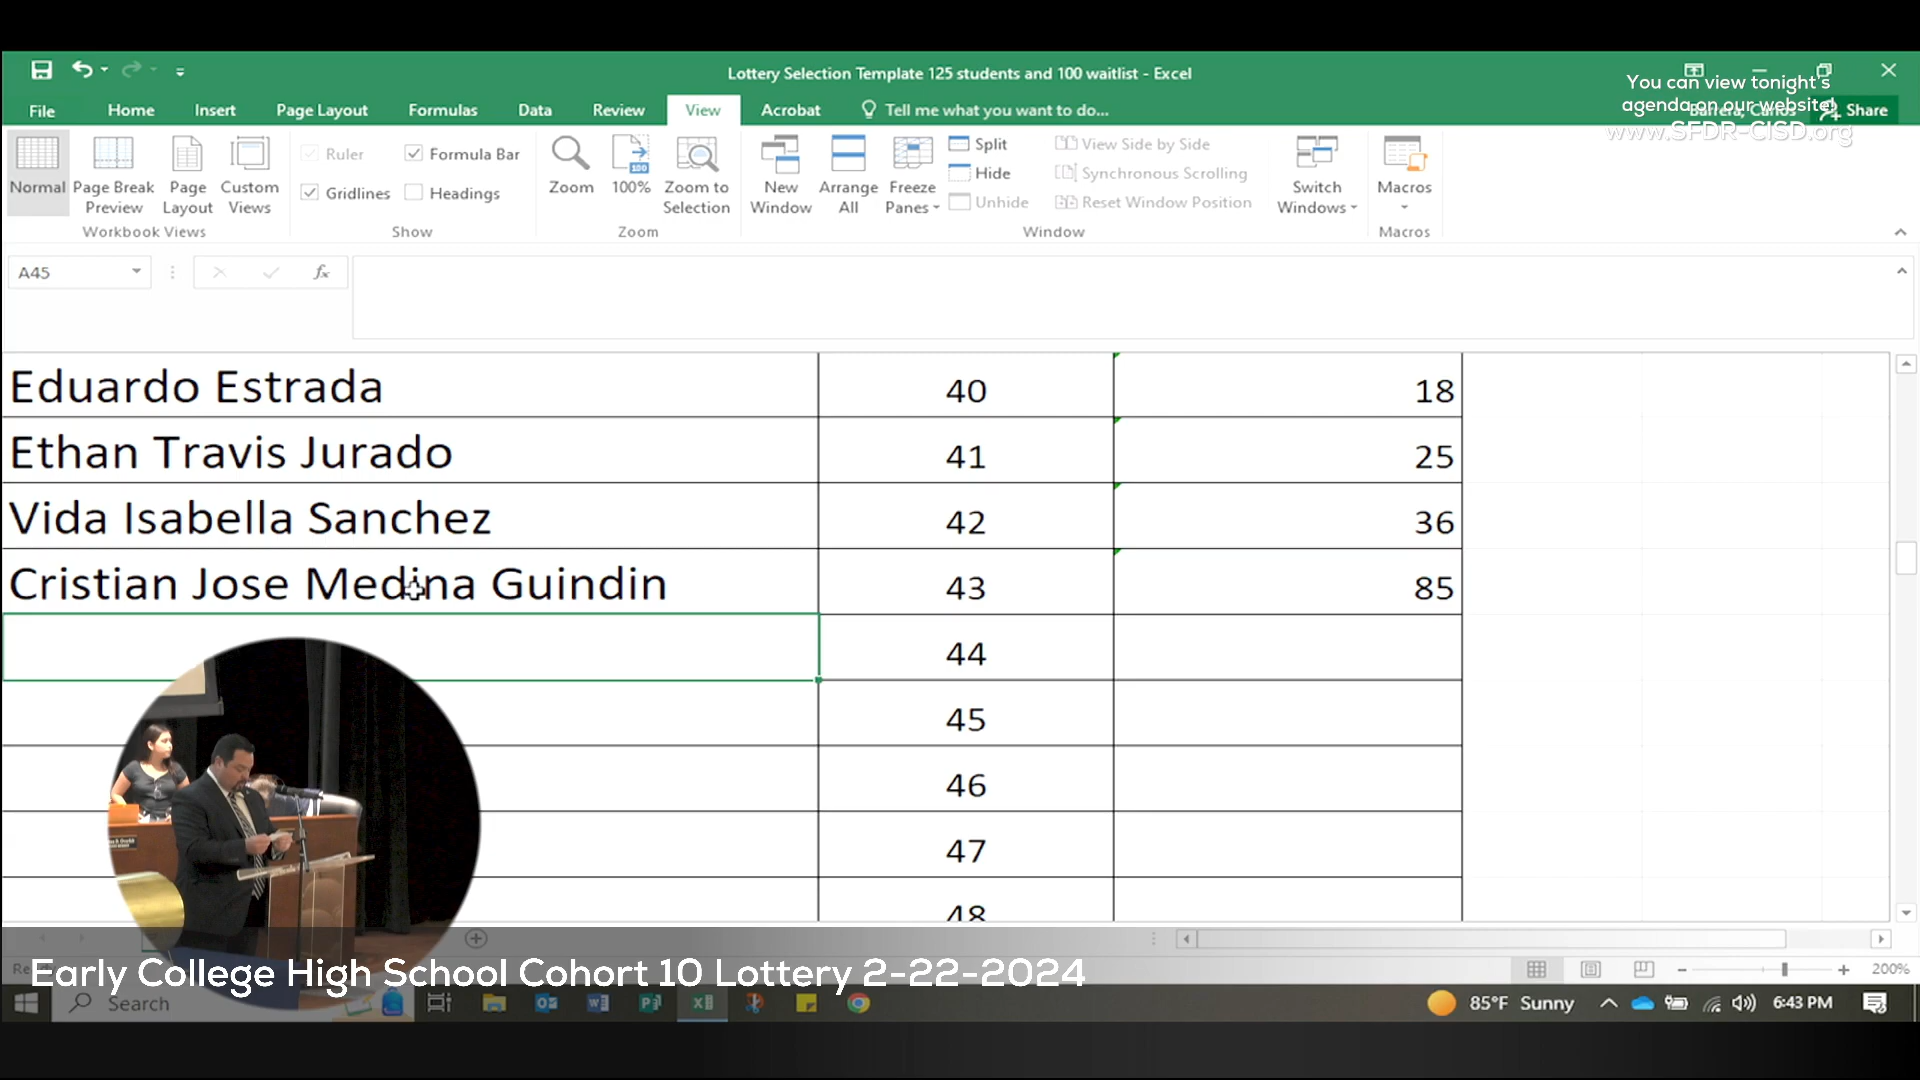 Lottery Selection Template 125 students and 100 waitlist - Excel
You can view tonight's
agenda on our website!
www.SFDR-CISD.org
File Home Insert Page Layout Formulas Data Review View Acrobat Tell me what you want to do... Share
Normal
Page Break
Preview
Page
Layout
Custom
Views
Workbook Views
Ruler
Formula Bar
Gridlines
Headings
Show
Zoom
100
100%
Zoom to
Selection
Zoom
New
Window
Arrange
All
Freeze
Panes
Split
Hide
Unhide
View Side by Side
Synchronous Scrolling
Reset Window Position
Switch
Windows
Window
Macros
Macros
A45
fx
Eduardo Estrada 40 18
Ethan Travis Jurado 41 25
Vida Isabella Sanchez 42 36
Cristian Jose Medina Guindin 43 85
44
45
46
47
48
Early College High School Cohort 10 Lottery 2-22-2024
200%
Search
85°F Sunny
6:43 PM